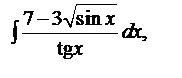 ∫ (7 − 3√(sin x)) / (tgx) dx,